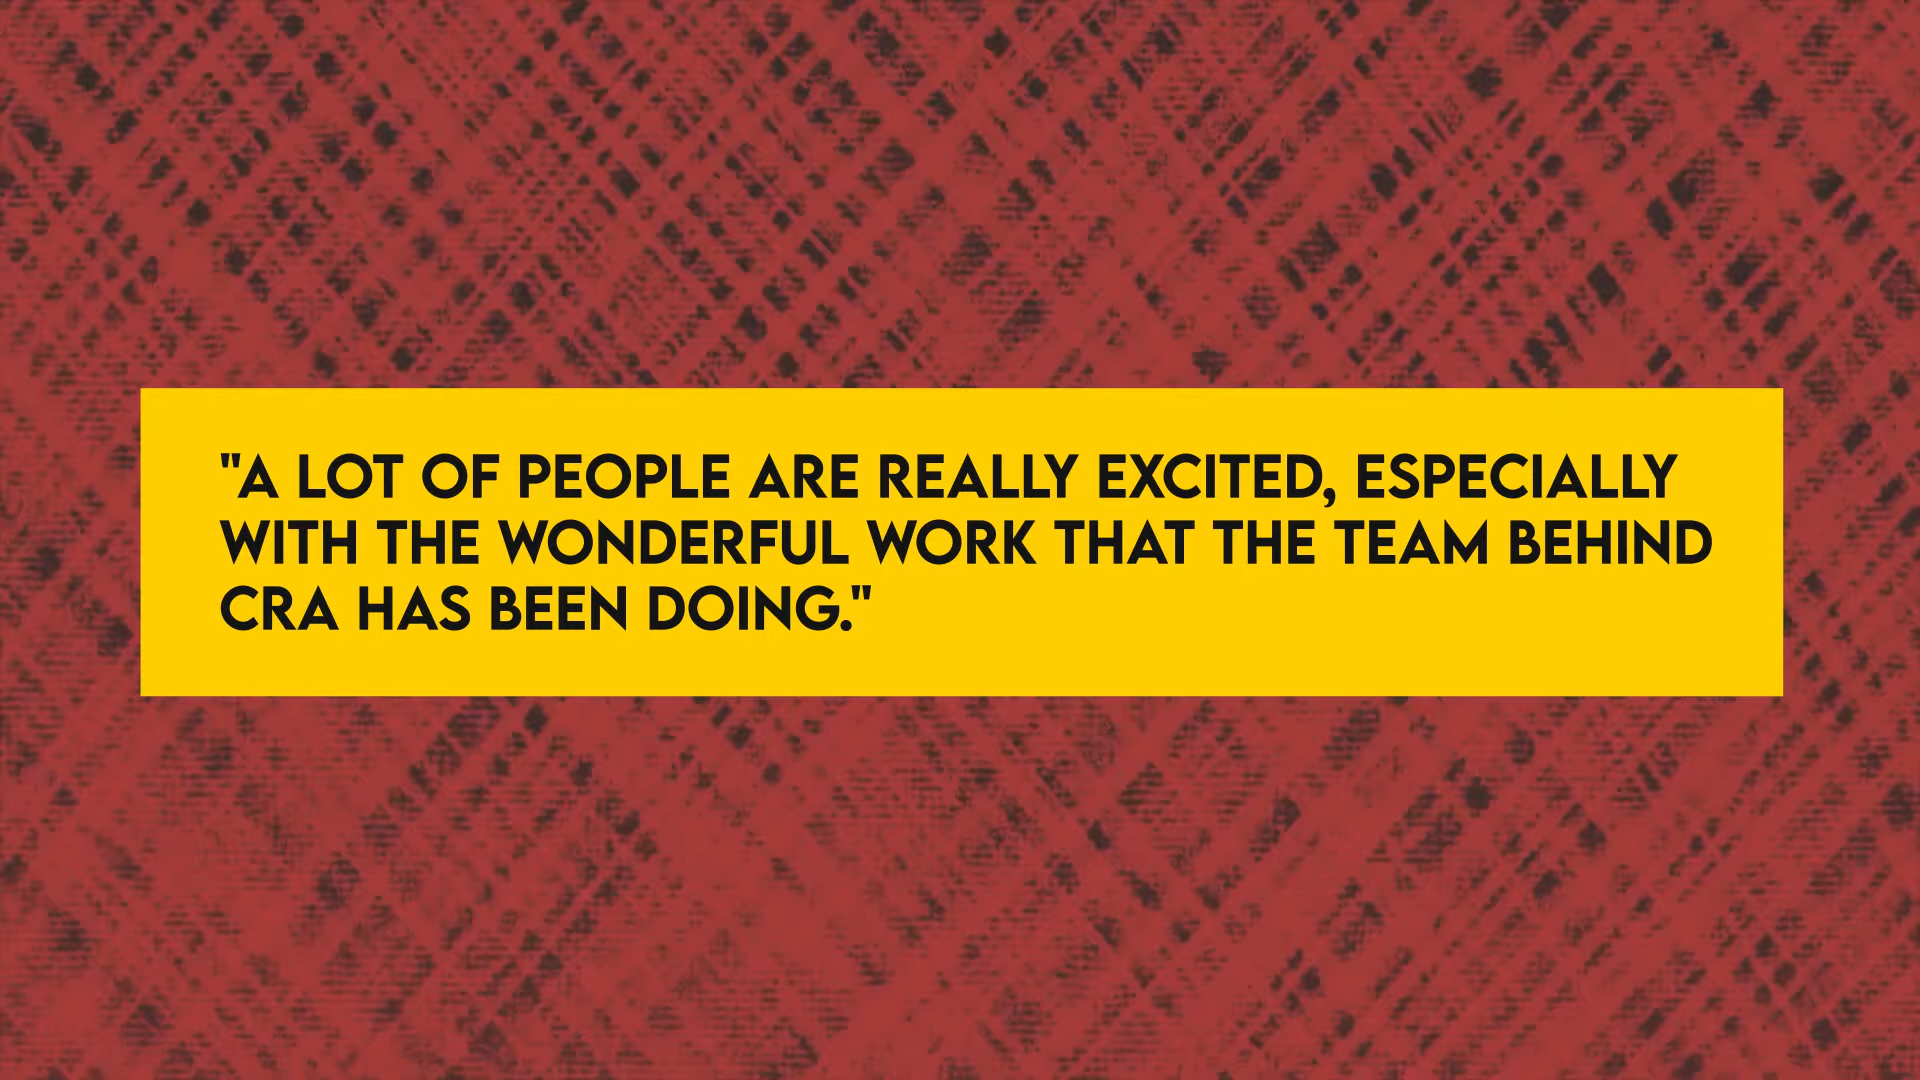 "A LOT OF PEOPLE ARE REALLY EXCITED, ESPECIALLY
WITH THE WONDERFUL WORK THAT THE TEAM BEHIND
CRA HAS BEEN DOING."